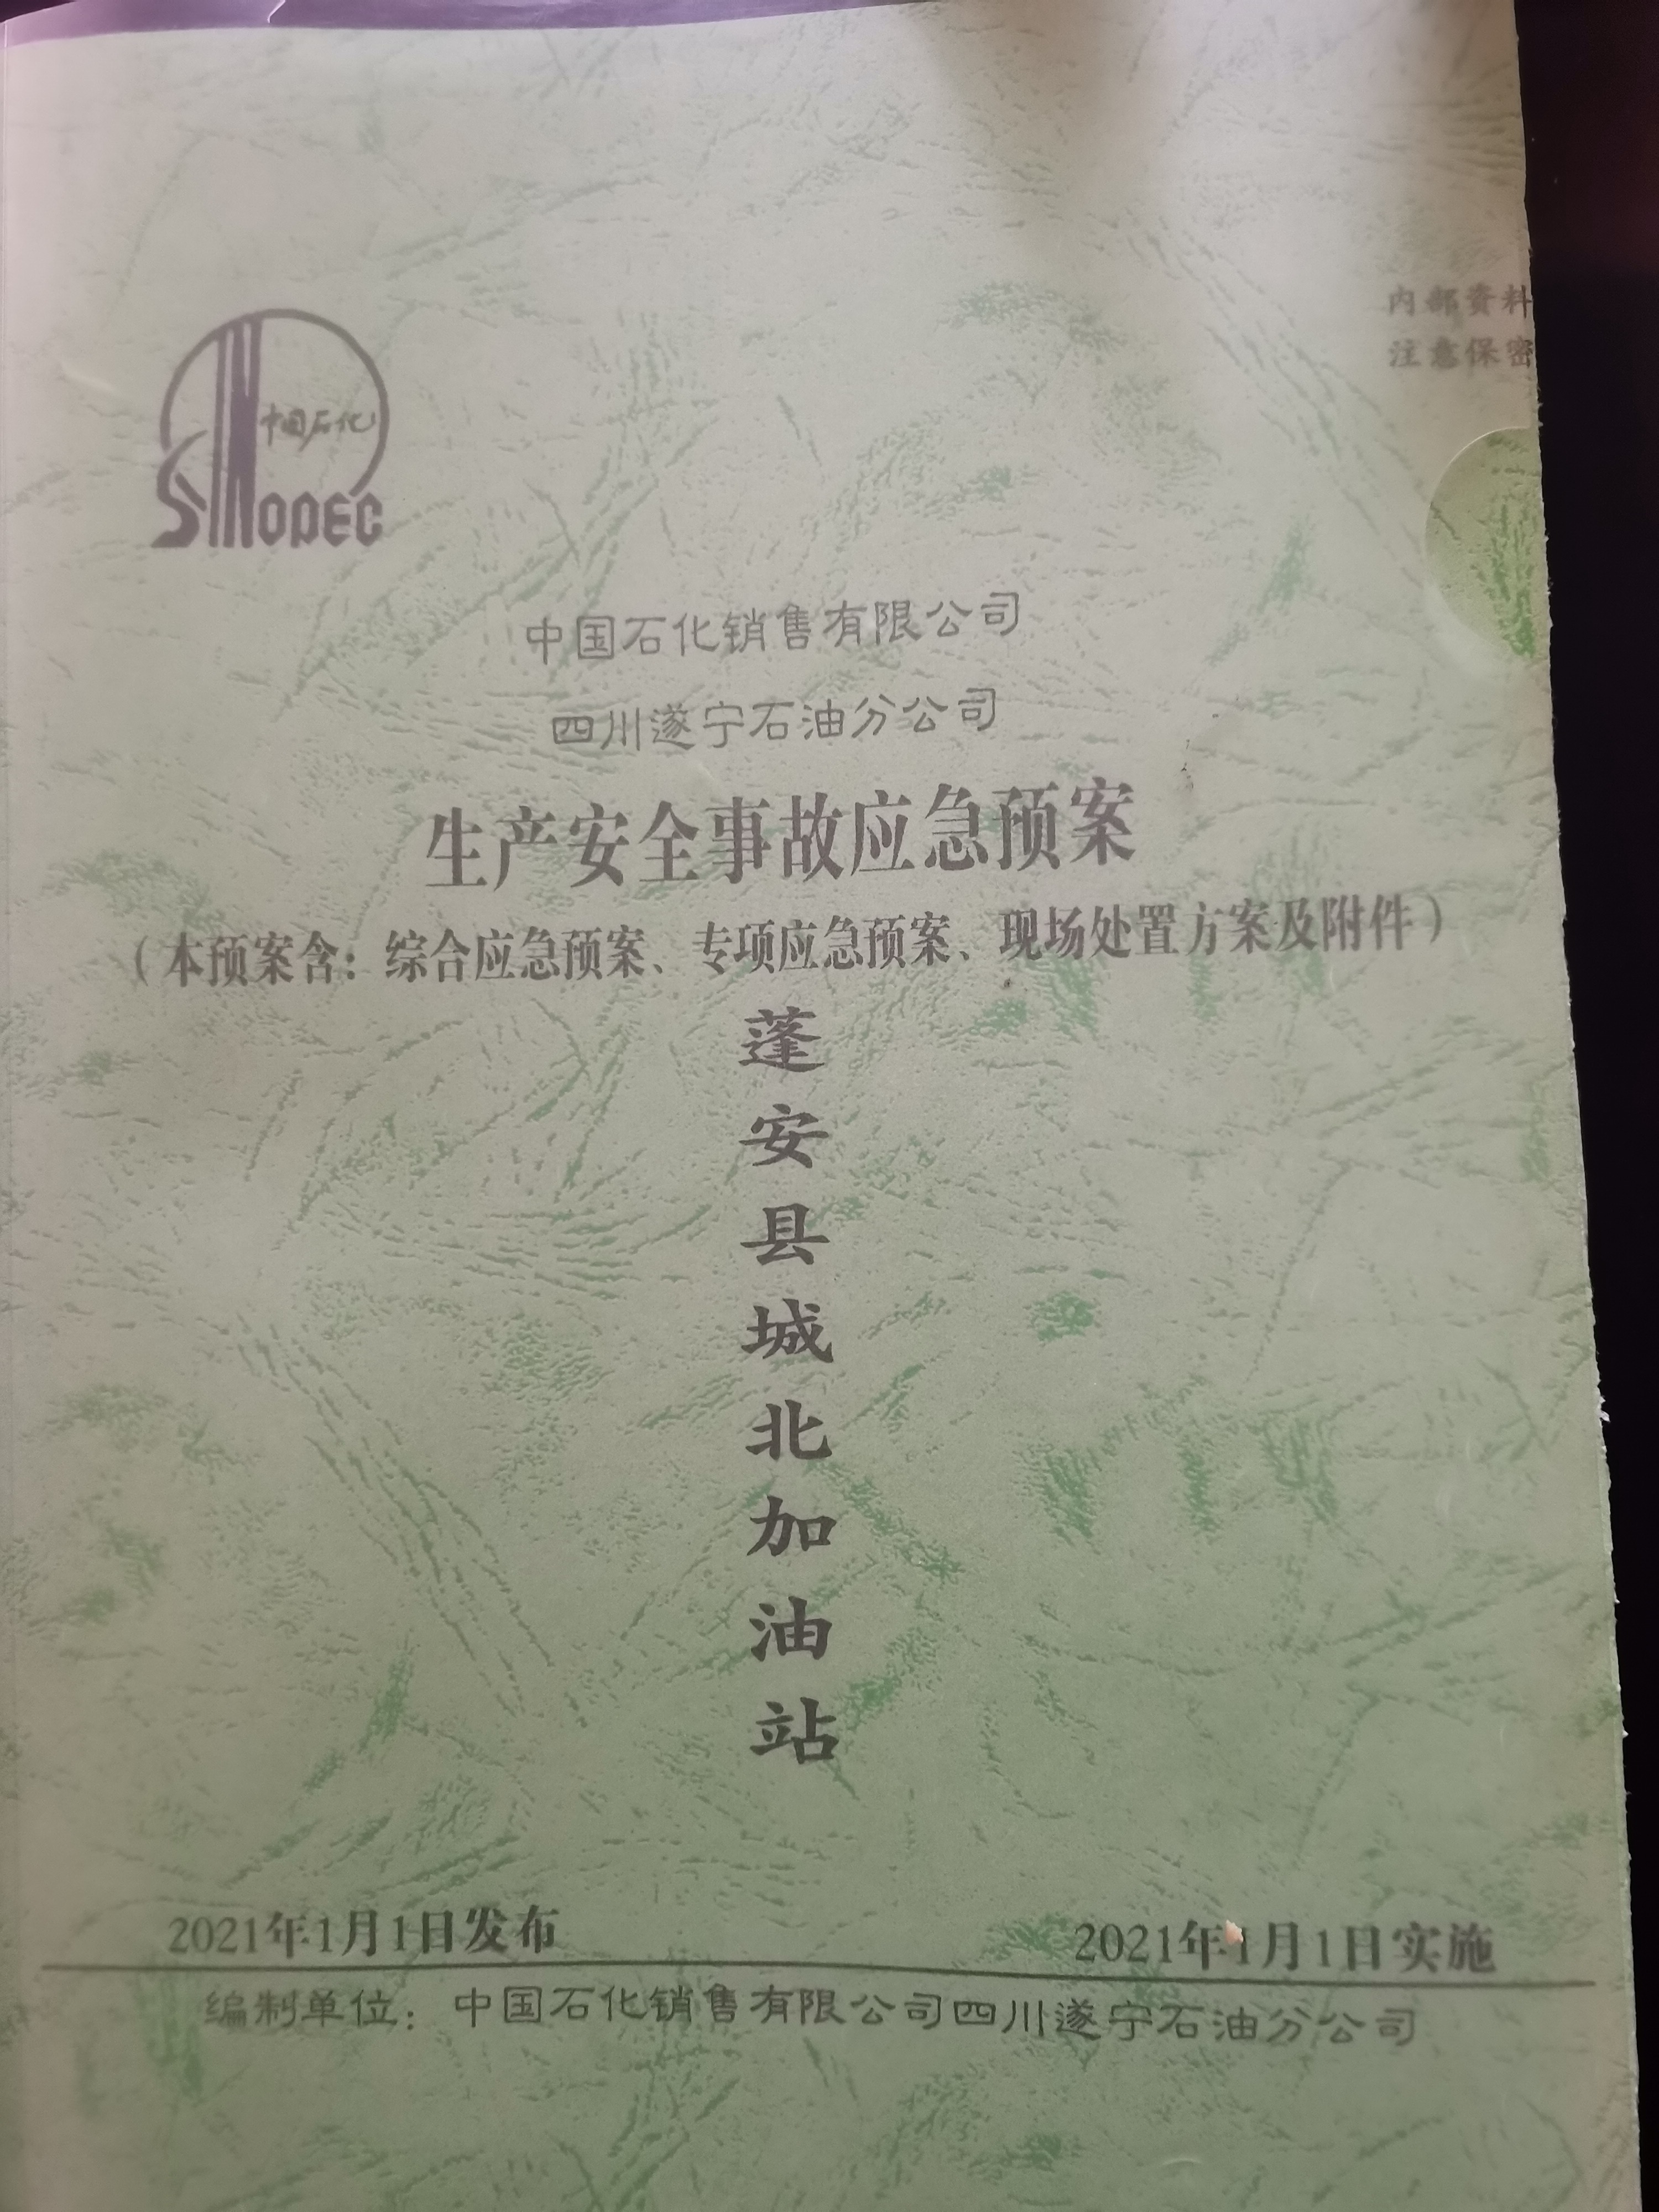 内部资料
注意保密
中国石化
SINOPEC
中国石化销售有限公司
四川遂宁石油分公司
生产安全事故应急预案
（本预案含：综合应急预案、专项应急预案、现场处置方案及附件）
蓬安县城北加油站
2021年1月1日发布 2021年1月1日实施
编制单位：中国石化销售有限公司四川遂宁石油分公司